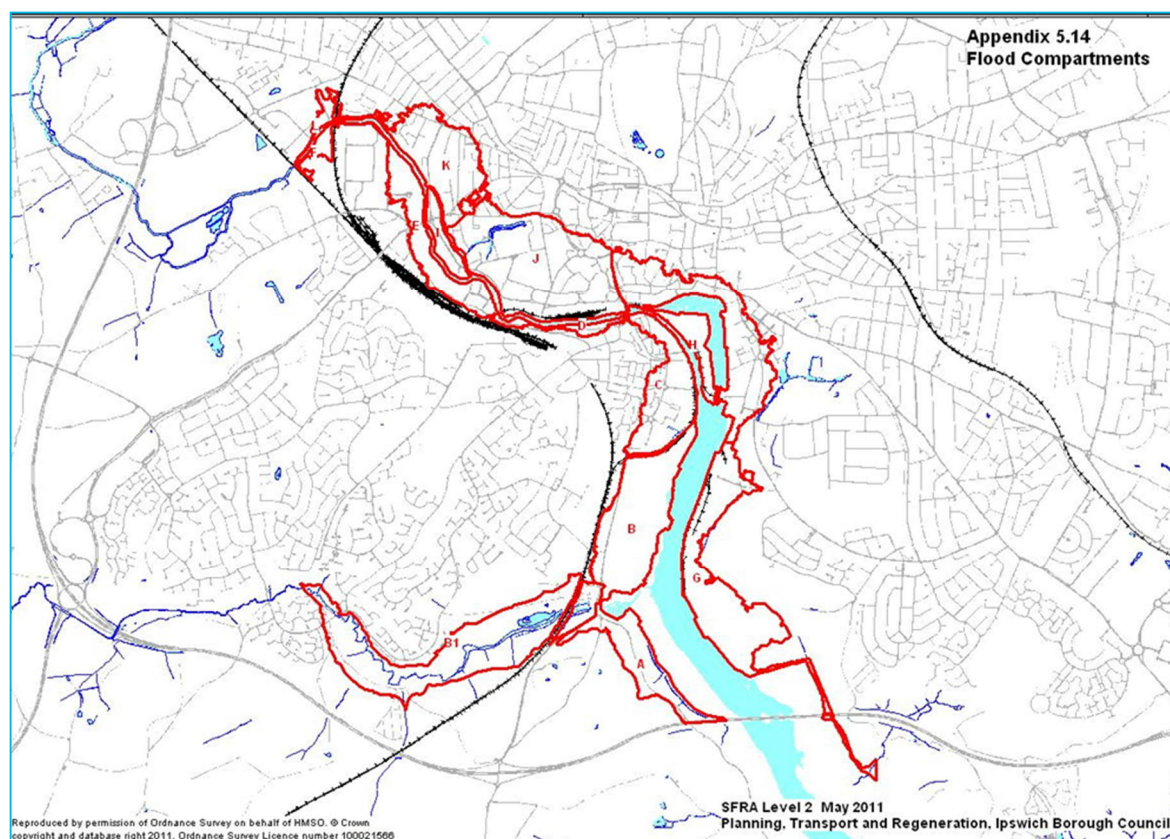 Appendix 5.14
Flood Compartments
K
E
I
J
D
H
C
B
G
B1
A
SFRA Level 2 May 2011
Planning, Transport and Regeneration, Ipswich Borough Council
Reproduced by permission of Ordnance Survey on behalf of HMSO. © Crown
copyright and database right 2011. Ordnance Survey Licence number 100021566